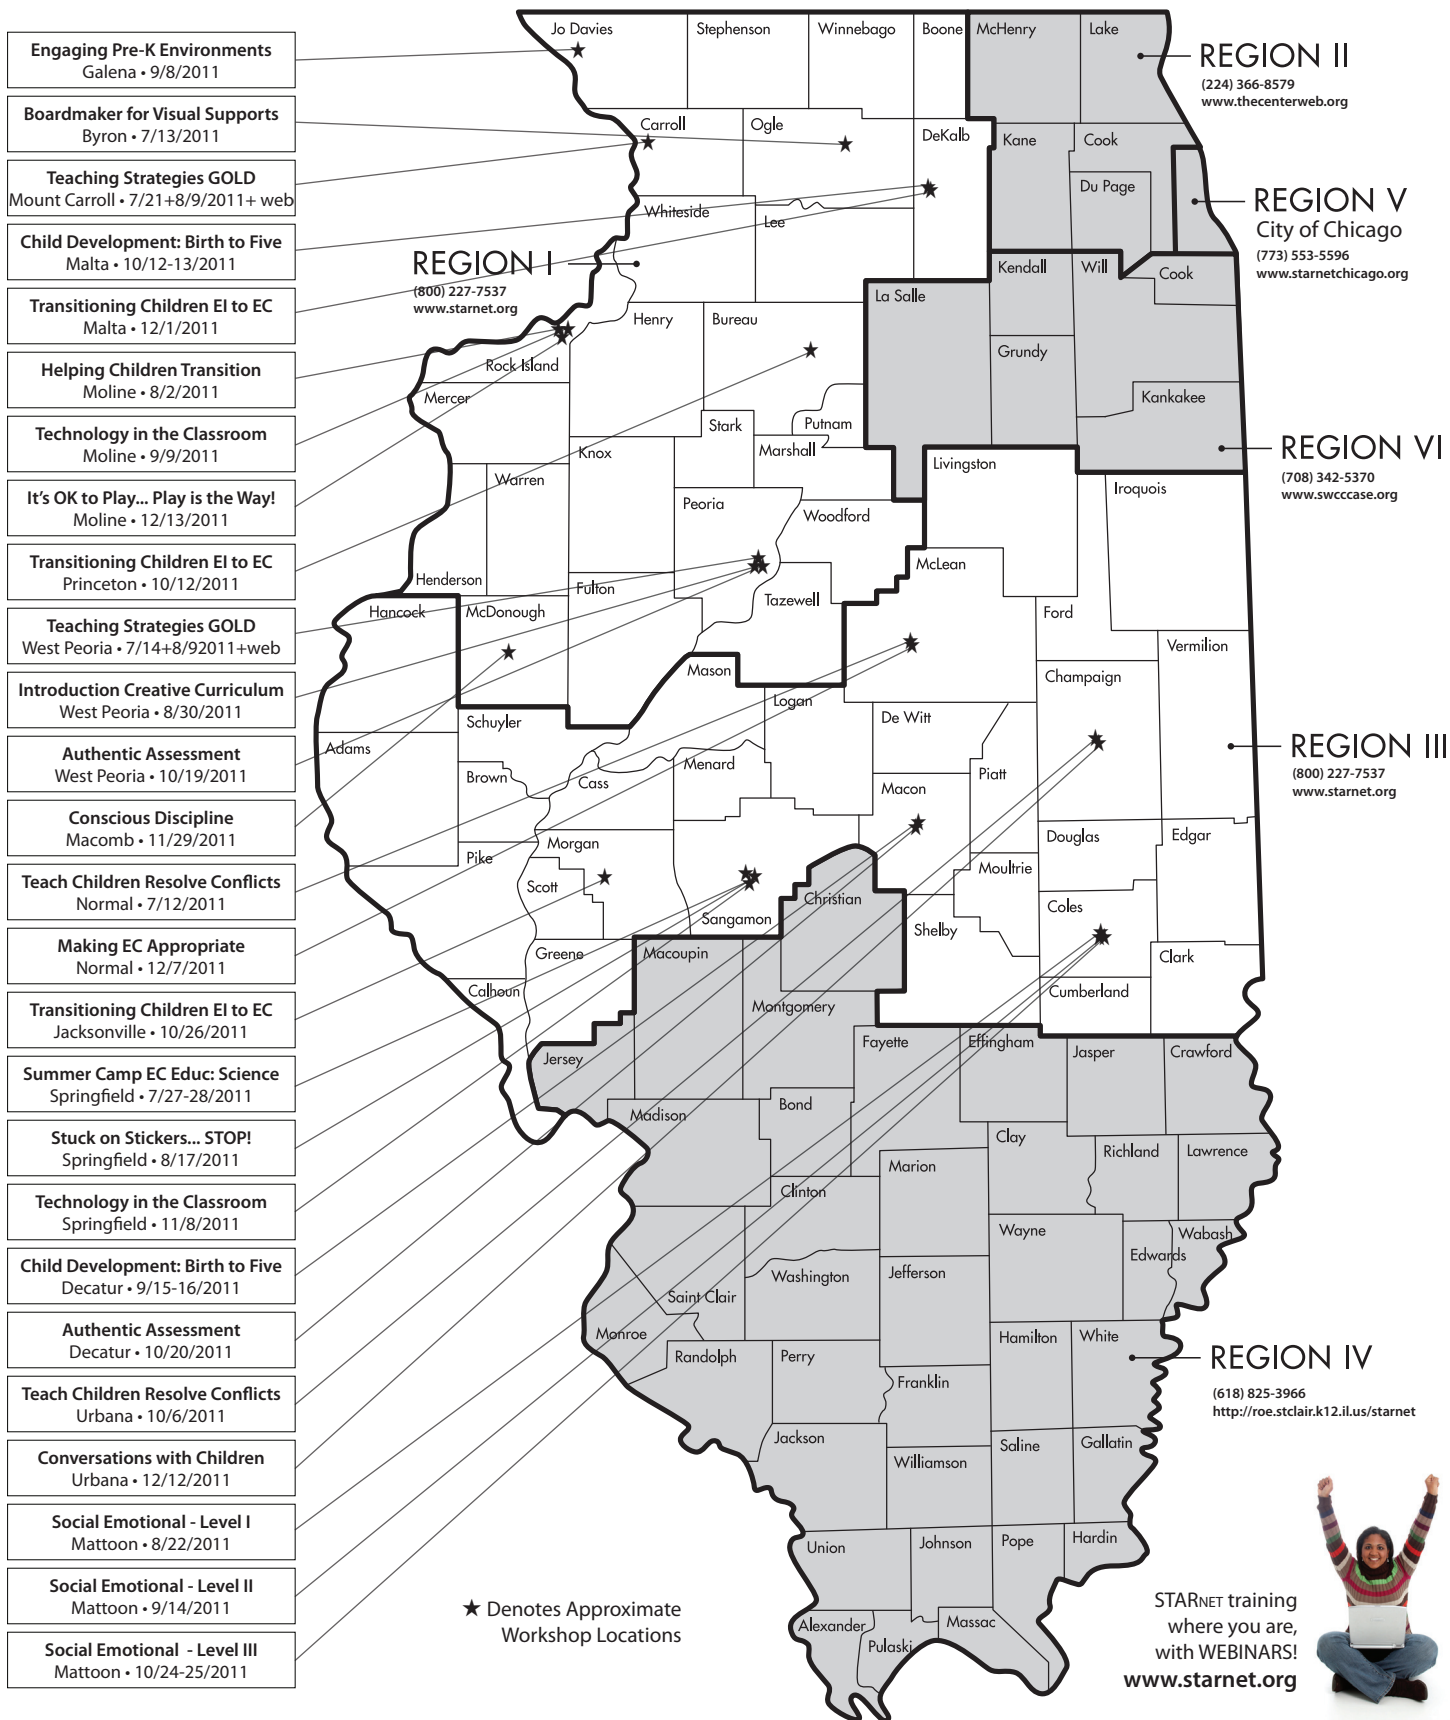 Engaging Pre-K Environments
Galena • 9/8/2011
Boardmaker for Visual Supports
Byron • 7/13/2011
Teaching Strategies GOLD
Mount Carroll • 7/21+8/9/2011+ web
Child Development: Birth to Five
Malta • 10/12-13/2011
Transitioning Children EI to EC
Malta • 12/1/2011
Helping Children Transition
Moline • 8/2/2011
Technology in the Classroom
Moline • 9/9/2011
It's OK to Play... Play is the Way!
Moline • 12/13/2011
Transitioning Children EI to EC
Princeton • 10/12/2011
Teaching Strategies GOLD
West Peoria • 7/14+8/92011+web
Introduction Creative Curriculum
West Peoria • 8/30/2011
Authentic Assessment
West Peoria • 10/19/2011
Conscious Discipline
Macomb • 11/29/2011
Teach Children Resolve Conflicts
Normal • 7/12/2011
Making EC Appropriate
Normal • 12/7/2011
Transitioning Children EI to EC
Jacksonville • 10/26/2011
Summer Camp EC Educ: Science
Springfield • 7/27-28/2011
Stuck on Stickers... STOP!
Springfield • 8/17/2011
Technology in the Classroom
Springfield • 11/8/2011
Child Development: Birth to Five
Decatur • 9/15-16/2011
Authentic Assessment
Decatur • 10/20/2011
Teach Children Resolve Conflicts
Urbana • 10/6/2011
Conversations with Children
Urbana • 12/12/2011
Social Emotional - Level I
Mattoon • 8/22/2011
Social Emotional - Level II
Mattoon • 9/14/2011
Social Emotional - Level III
Mattoon • 10/24-25/2011
Jo Davies
Stephenson
Winnebago
Boone
McHenry
Lake
Carroll
Ogle
DeKalb
Kane
Cook
Du Page
Whiteside
Lee
Kendall
Will
Cook
La Salle
Henry
Bureau
Grundy
Rock Island
Mercer
Kankakee
Stark
Putnam
Marshall
Knox
Livingston
Warren
Iroquois
Peoria
Woodford
McLean
Henderson
Fulton
Tazewell
Hancock
McDonough
Ford
Vermilion
Mason
Champaign
Logan
De Witt
Schuyler
Adams
Menard
Piatt
Brown
Cass
Macon
Douglas
Edgar
Morgan
Pike
Moultrie
Scott
Christian
Coles
Sangamon
Shelby
Greene
Macoupin
Clark
Calhoun
Cumberland
Montgomery
Fayette
Effingham
Jasper
Crawford
Jersey
Bond
Madison
Clay
Richland
Lawrence
Marion
Clinton
Wayne
Wabash
Edwards
Washington
Jefferson
Saint Clair
Monroe
Hamilton
White
Randolph
Perry
Franklin
Jackson
Saline
Gallatin
Williamson
Union
Johnson
Pope
Hardin
Alexander
Massac
Pulaski
REGION I
(800) 227-7537
www.starnet.org
REGION II
(224) 366-8579
www.thecenterweb.org
REGION V
City of Chicago
(773) 553-5596
www.starnetchicago.org
REGION VI
(708) 342-5370
www.swcccase.org
REGION III
(800) 227-7537
www.starnet.org
REGION IV
(618) 825-3966
http://roe.stclair.k12.il.us/starnet
★ Denotes Approximate
Workshop Locations
STARNET training
where you are,
with WEBINARS!
www.starnet.org